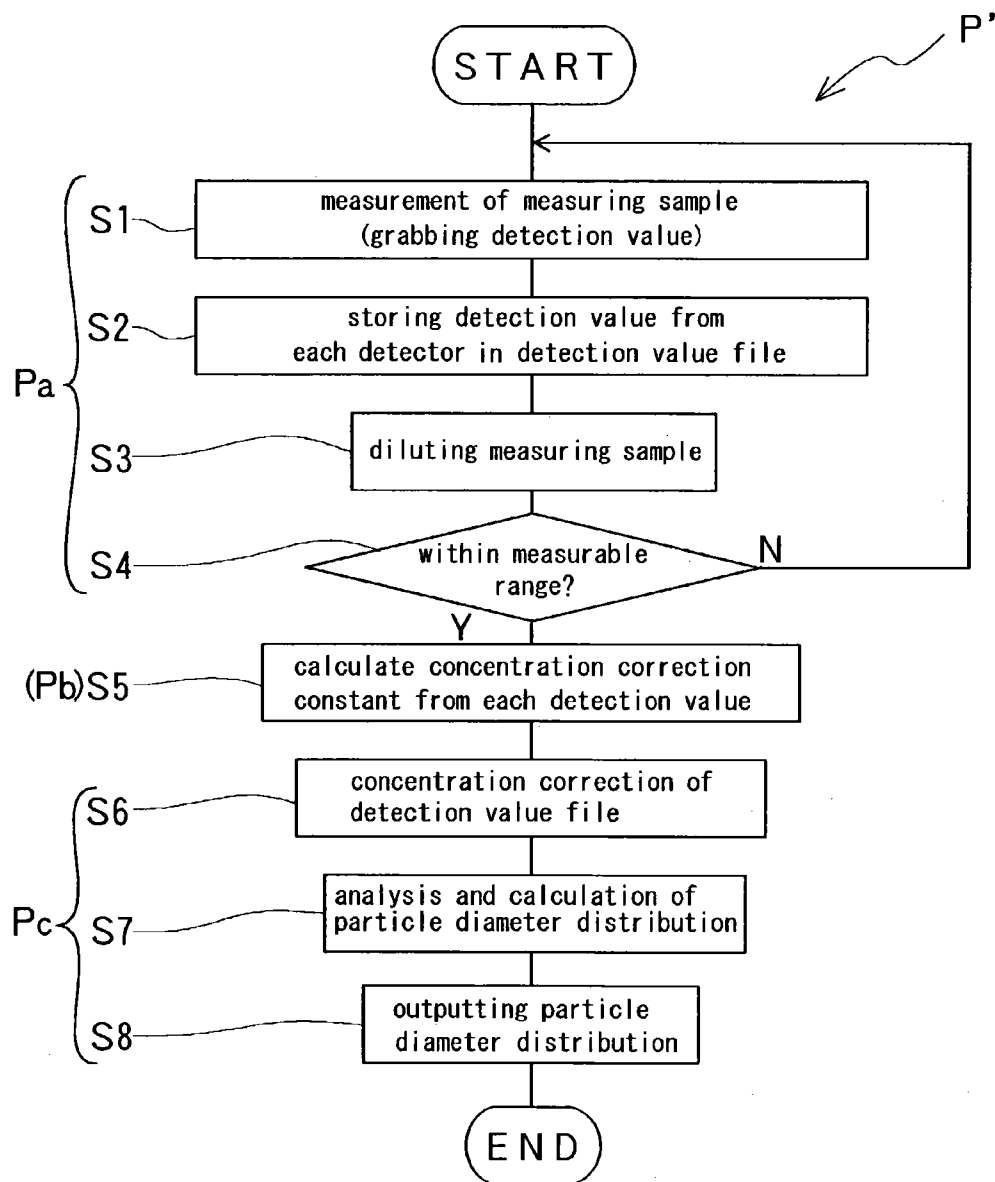 P'
START
S1
measurement of measuring sample
(grabbing detection value)
S2
storing detection value from
each detector in detection value file
Pa
S3
diluting measuring sample
S4
within measurable
range?
N
Y
(Pb)S5
calculate concentration correction
constant from each detection value
S6
concentration correction of
detection value file
Pc
S7
analysis and calculation of
particle diameter distribution
S8
outputting particle
diameter distribution
END